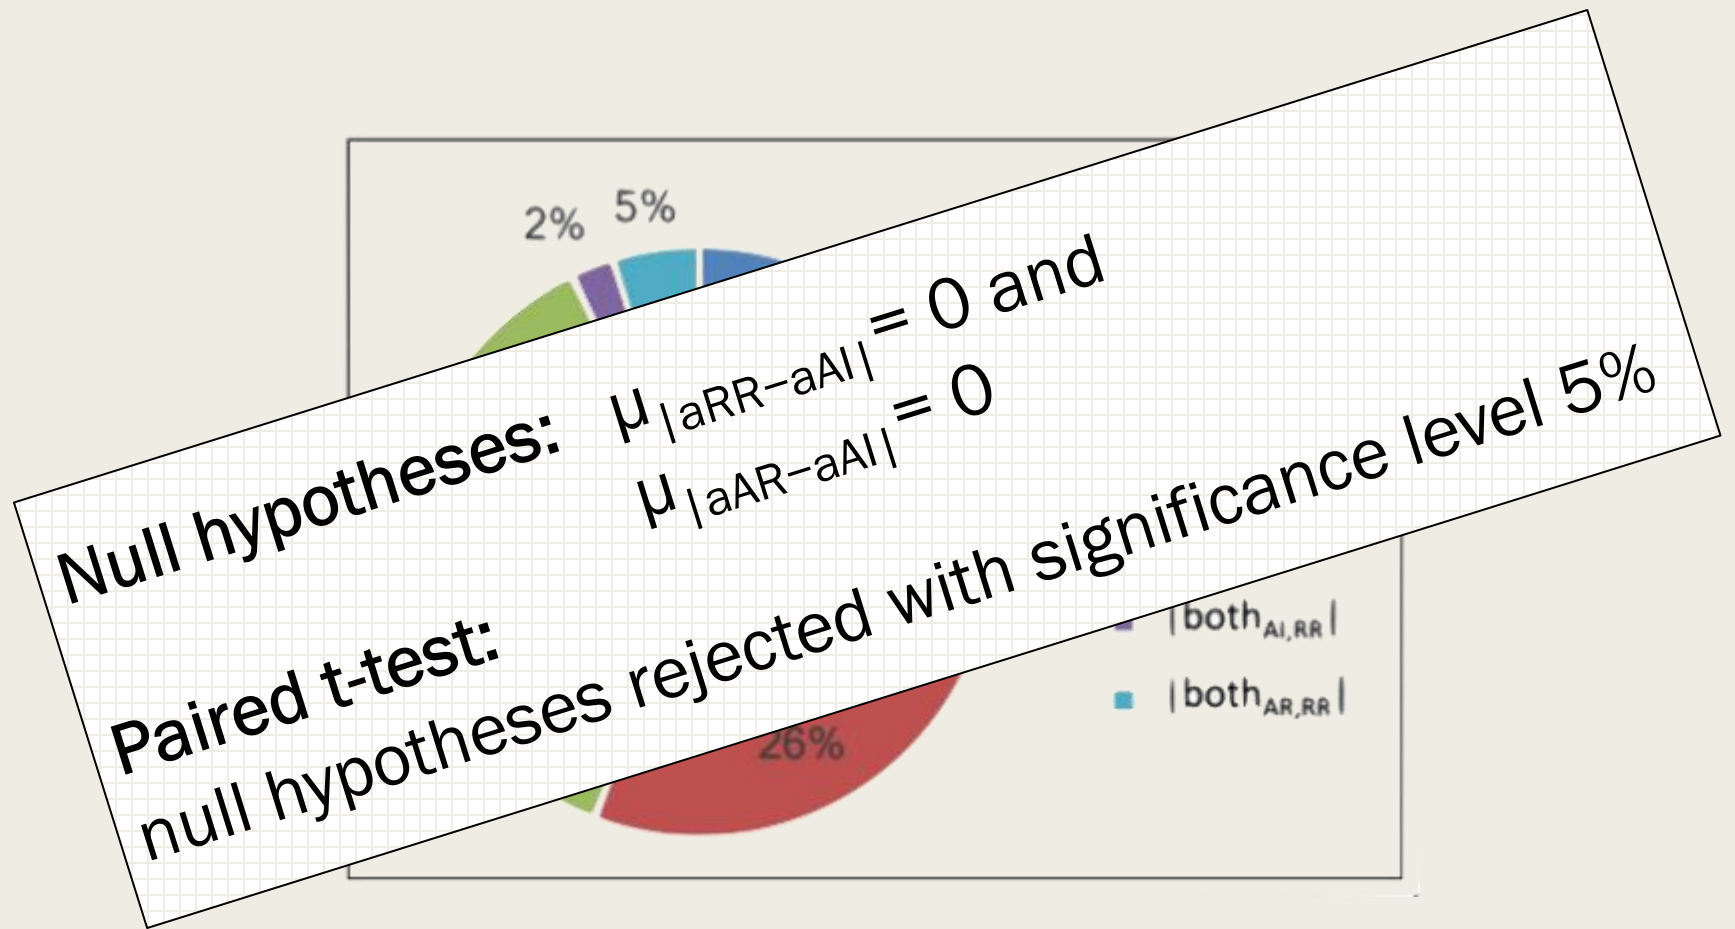 2% 5%
Null hypotheses: μ|aRR−aAI| = 0 and
μ|aAR−aAI| = 0
Paired t-test:
null hypotheses rejected with significance level 5%
|bothAI,RR|
|bothAR,RR|
26%